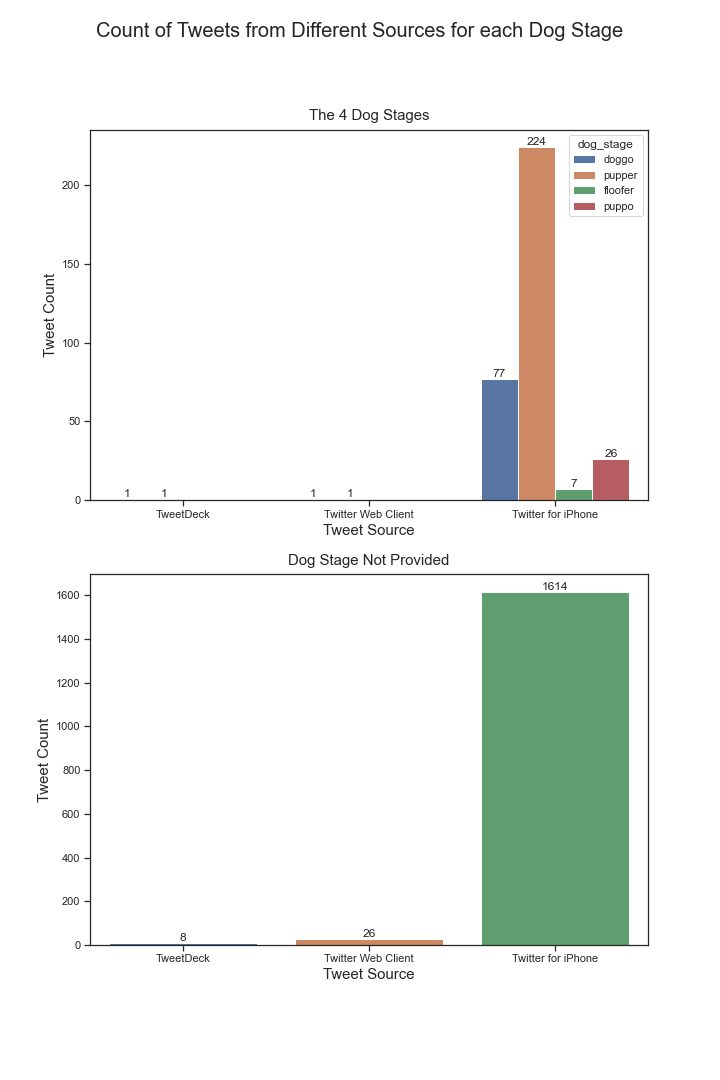 Count of Tweets from Different Sources for each Dog Stage
The 4 Dog Stages
Tweet Count
200
150
100
50
0
dog_stage
doggo
pupper
floofer
puppo
1 1 1 1 77 224 7 26
TweetDeck Twitter Web Client Twitter for iPhone
Tweet Source
Dog Stage Not Provided
Tweet Count
1600
1400
1200
1000
800
600
400
200
0
8 26 1614
TweetDeck Twitter Web Client Twitter for iPhone
Tweet Source